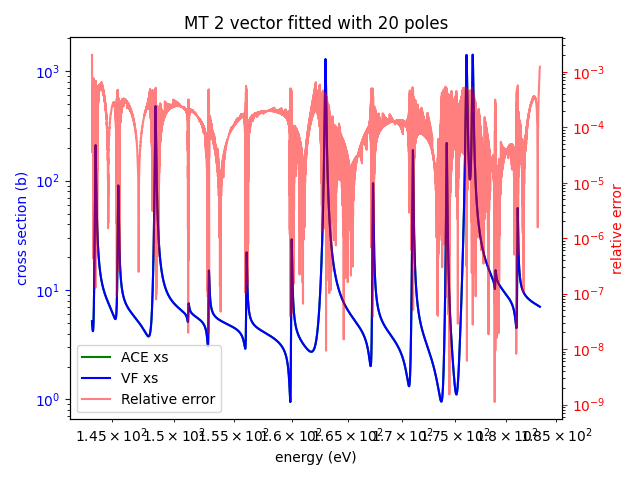 MT 2 vector fitted with 20 poles
10³
10²
10¹
10⁰
cross section (b)
10⁻³
10⁻⁴
10⁻⁵
10⁻⁶
10⁻⁷
10⁻⁸
10⁻⁹
relative error
ACE xs
VF xs
Relative error
1.45 × 10² 1.5 × 10² 1.55 × 10² 1.6 × 10² 1.65 × 10² 1.7 × 10² 1.75 × 10² 1.8 × 10² 1.85 × 10²
energy (eV)